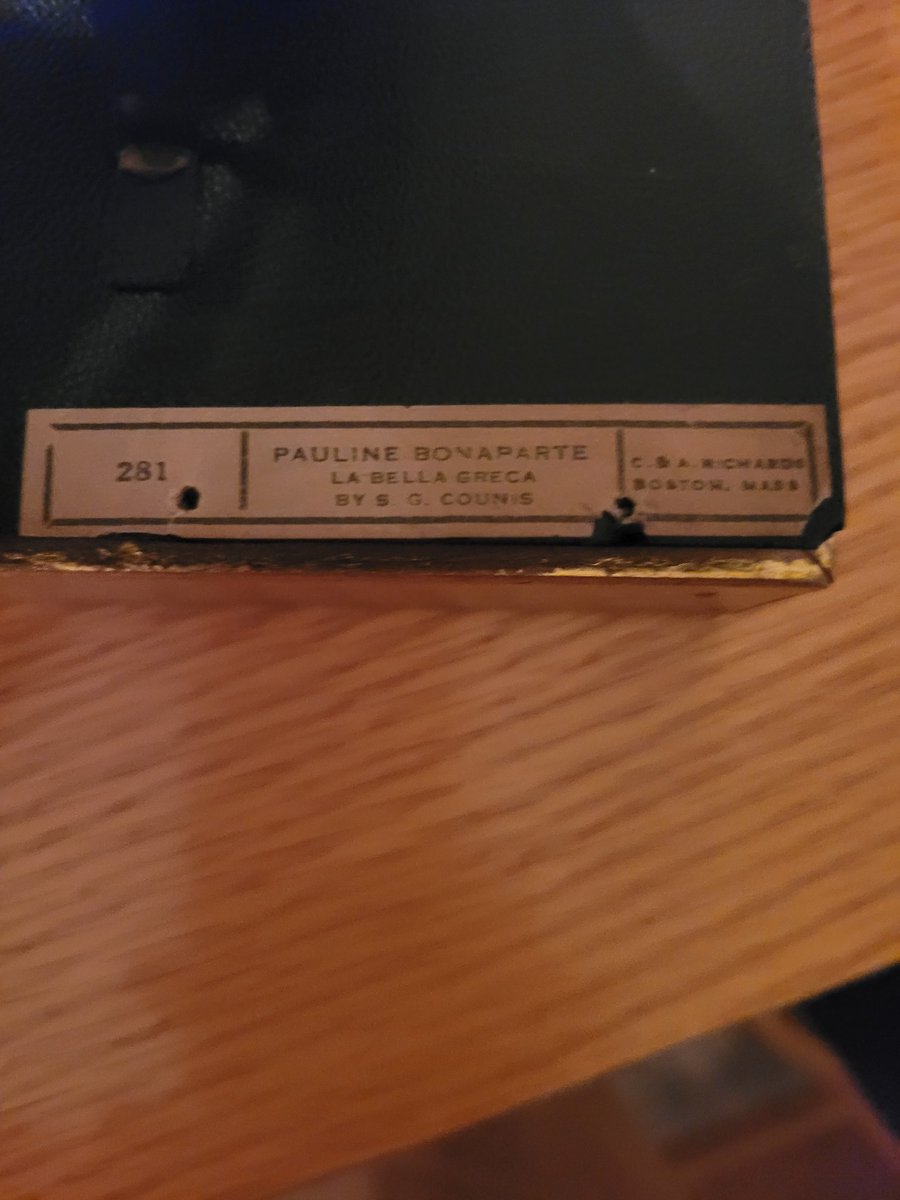 281
PAULINE BONAPARTE
LA BELLA GRECA
BY S. G. COUNIS
C. & A. RICHARDS
BOSTON, MASS